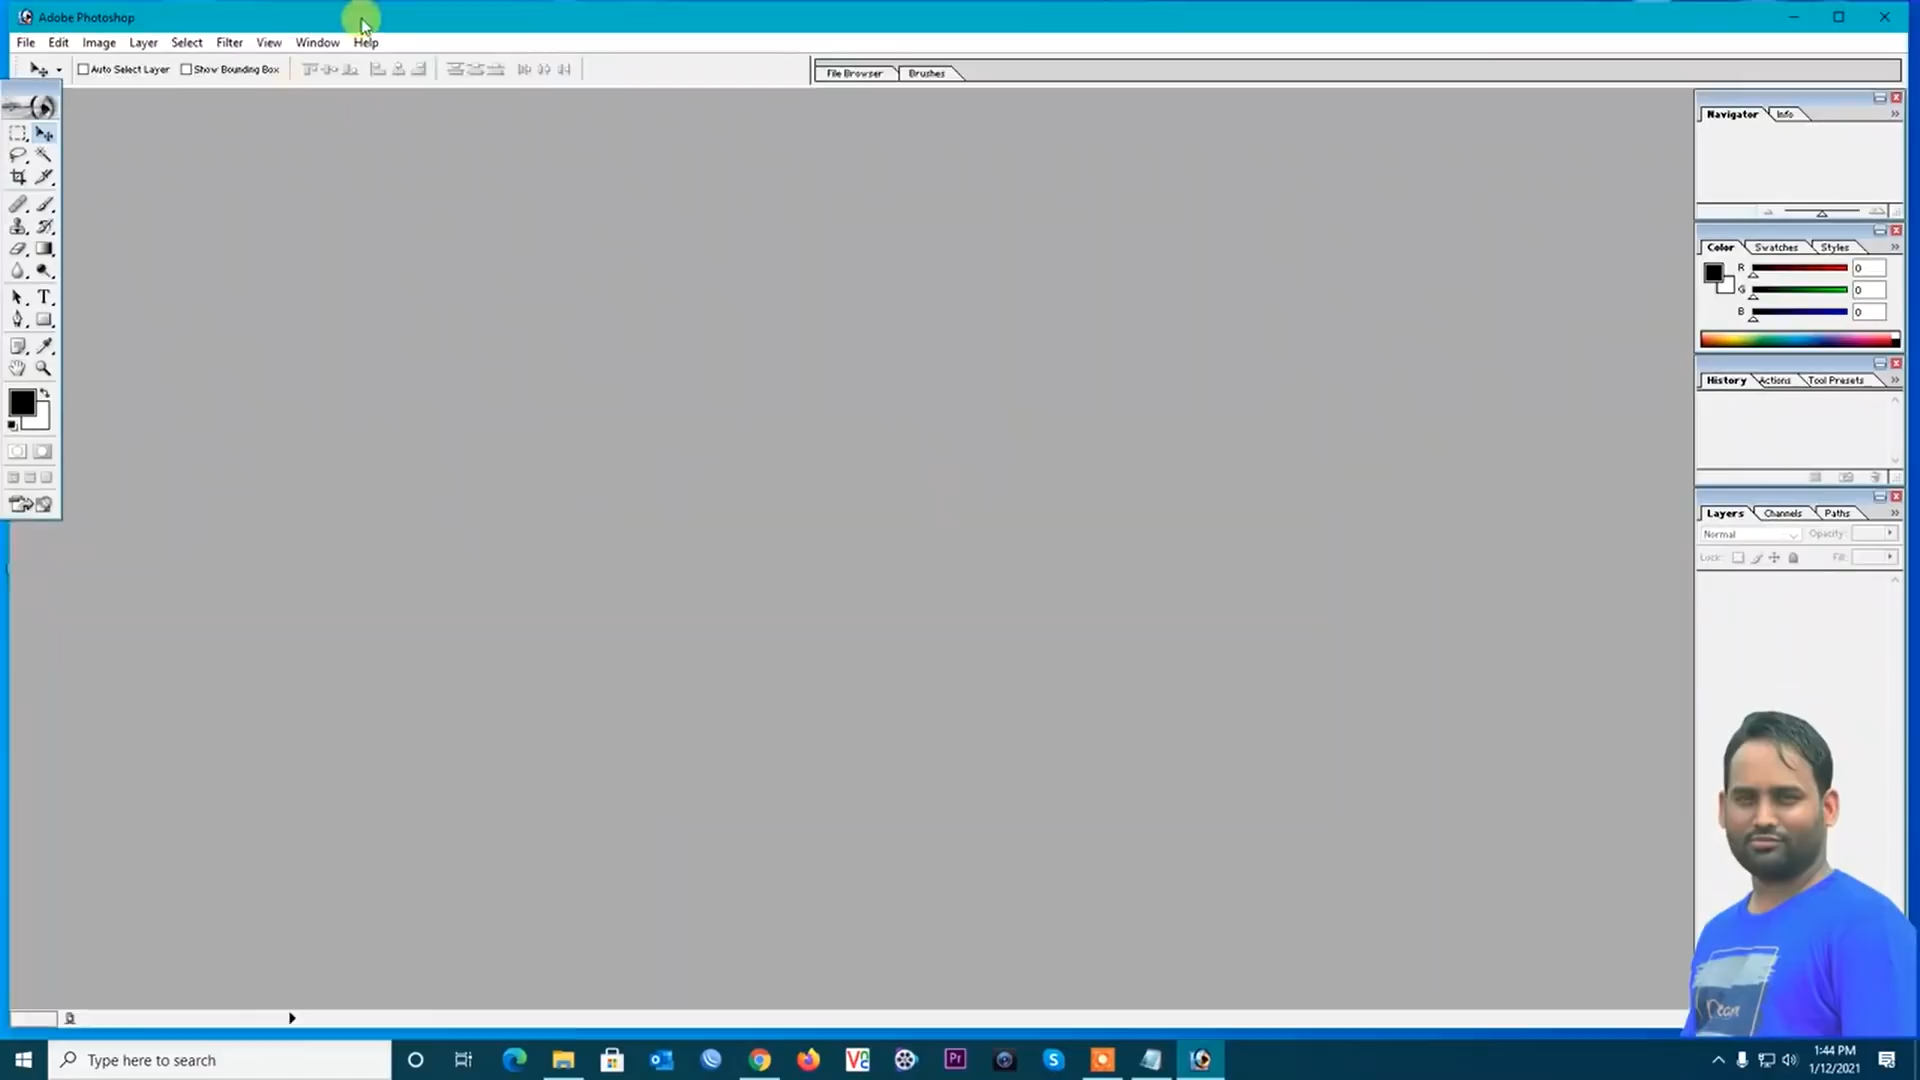 Adobe Photoshop
File Edit Image Layer Select Filter View Window Help
Auto Select Layer Show Bounding Box
File Browser Brushes
Navigator Info
Color Swatches Styles
R 0
G 0
B 0
History Actions Tool Presets
Layers Channels Paths
Normal Opacity:
Lock: Fill:
T
Pr
Type here to search
1:44 PM
1/12/2021